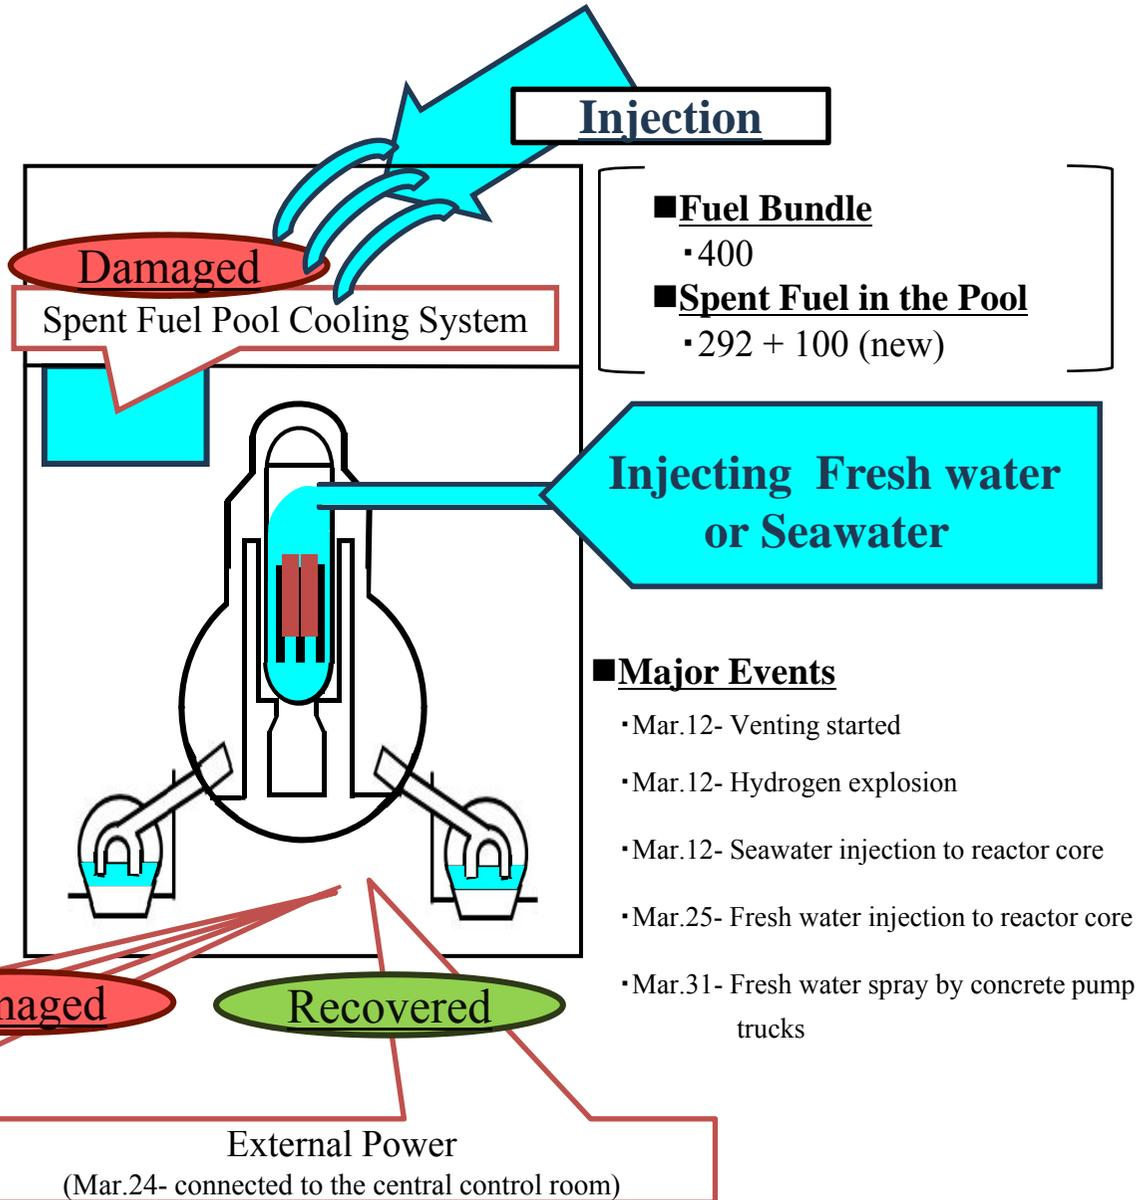 Injection
■Fuel Bundle
・400
■Spent Fuel in the Pool
・292 + 100 (new)
Damaged
Spent Fuel Pool Cooling System
Injecting Fresh water
or Seawater
■Major Events
・Mar.12- Venting started
・Mar.12- Hydrogen explosion
・Mar.12- Seawater injection to reactor core
・Mar.25- Fresh water injection to reactor core
・Mar.31- Fresh water spray by concrete pump
trucks
maged
Recovered
External Power
(Mar.24- connected to the central control room)